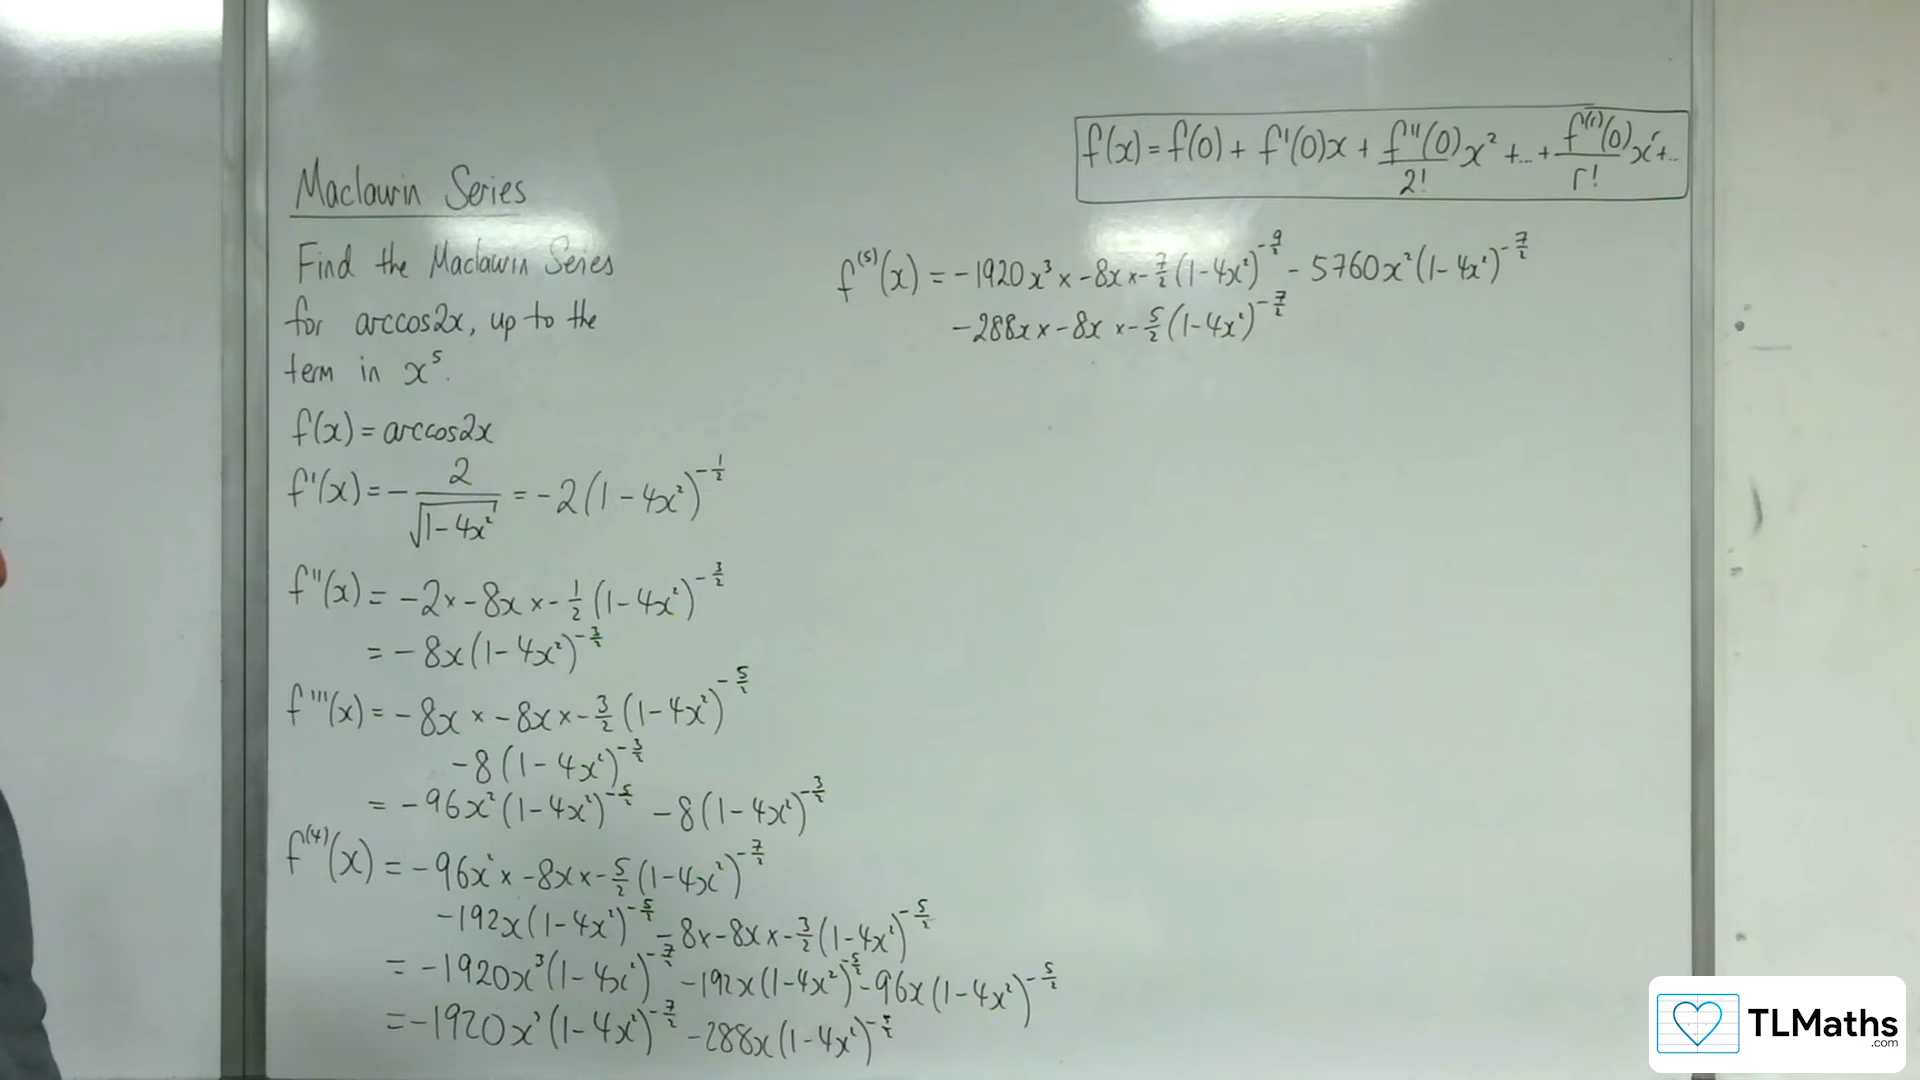 f(x) = f(0) + f'(0)x + f''(0)/2! x² + ... + f⁽ʳ⁾(0)/r! xʳ + ...
Maclaurin Series
Find the Maclaurin Series
for arccos2x, up to the
term in x⁵.
f(x) = arccos2x
f'(x) = - 2/√(1-4x²) = -2(1-4x²)^(-1/2)
f''(x) = -2 × -8x × -1/2 (1-4x²)^(-3/2)
= -8x(1-4x²)^(-3/2)
f'''(x) = -8x × -8x × -3/2 (1-4x²)^(-5/2)
-8(1-4x²)^(-3/2)
= -96x²(1-4x²)^(-5/2) -8(1-4x²)^(-3/2)
f⁽⁴⁾(x) = -96x² × -8x × -5/2 (1-4x²)^(-7/2)
-192x(1-4x²)^(-5/2) -8 × -8x × -3/2 (1-4x²)^(-5/2)
= -1920x³(1-4x²)^(-7/2) -192x(1-4x²)^(-5/2) -96x(1-4x²)^(-5/2)
= -1920x³(1-4x²)^(-7/2) -288x(1-4x²)^(-5/2)
f⁽⁵⁾(x) = -1920x³ × -8x × -7/2 (1-4x²)^(-9/2) - 5760x²(1-4x²)^(-7/2)
-288x × -8x × -5/2 (1-4x²)^(-7/2)
TLMaths
.com